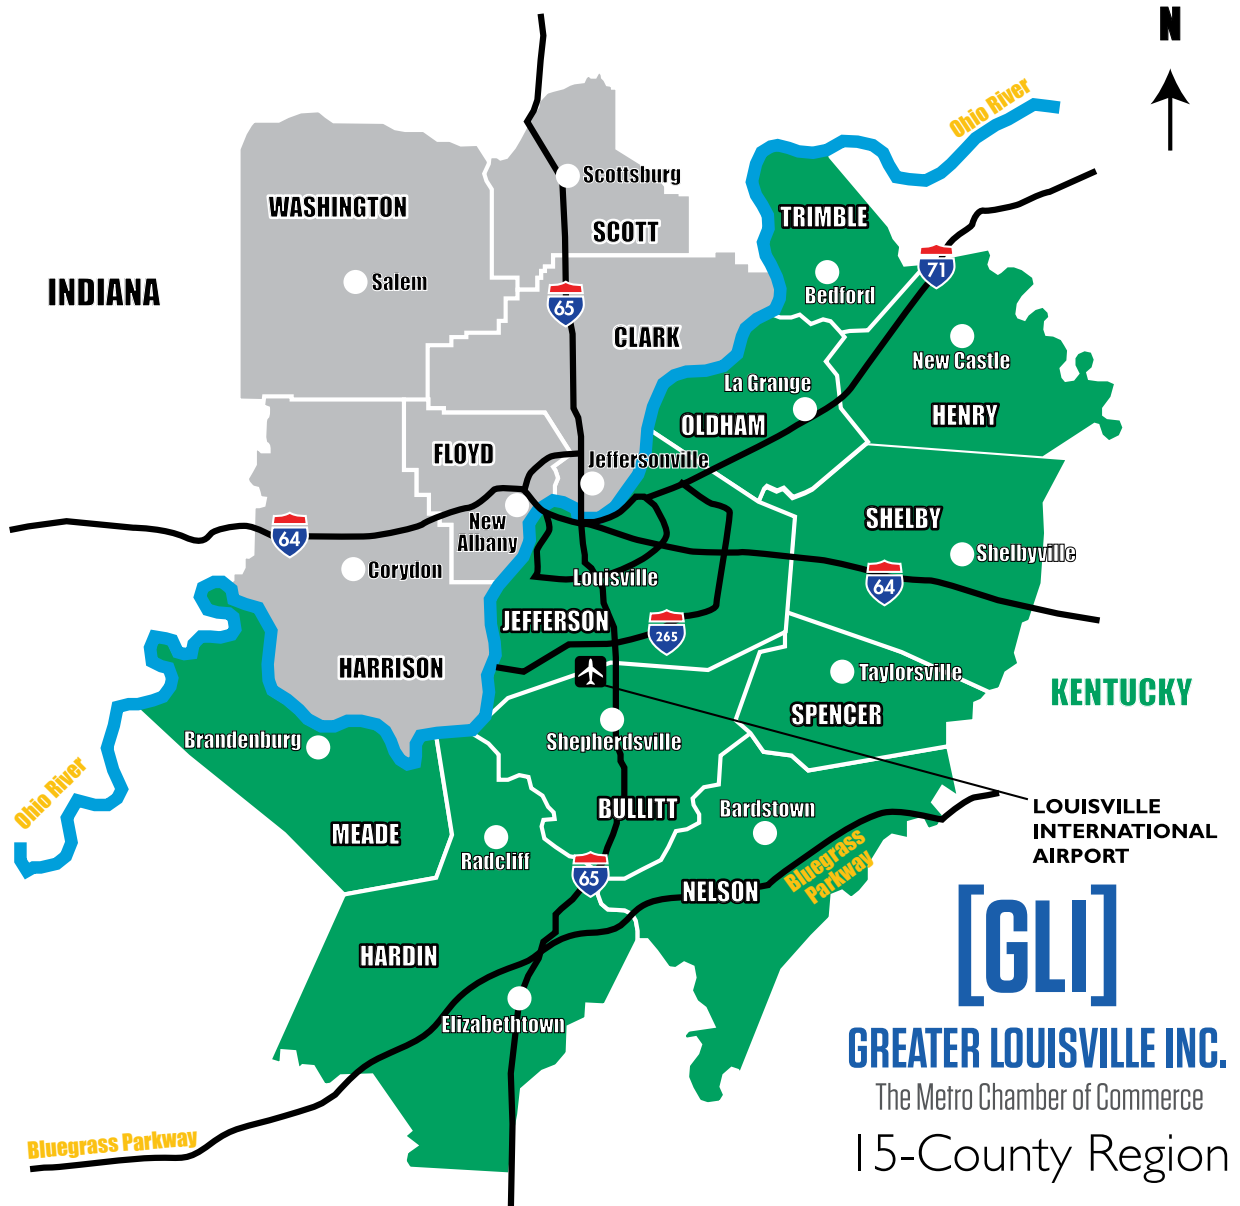 N
Ohio River
Scottsburg
WASHINGTON
SCOTT
TRIMBLE
INDIANA
Salem
71
Bedford
65
CLARK
New Castle
La Grange
HENRY
OLDHAM
FLOYD
Jeffersonville
SHELBY
New
Albany
64
Shelbyville
Corydon
Louisville
64
JEFFERSON
265
HARRISON
Taylorsville
KENTUCKY
SPENCER
Brandenburg
Shepherdsville
Ohio River
BULLITT
Bardstown
LOUISVILLE
INTERNATIONAL
AIRPORT
MEADE
Radcliff
65
NELSON
Bluegrass
Parkway
HARDIN
[GLI]
Elizabethtown
GREATER LOUISVILLE INC.
The Metro Chamber of Commerce
Bluegrass Parkway
15-County Region